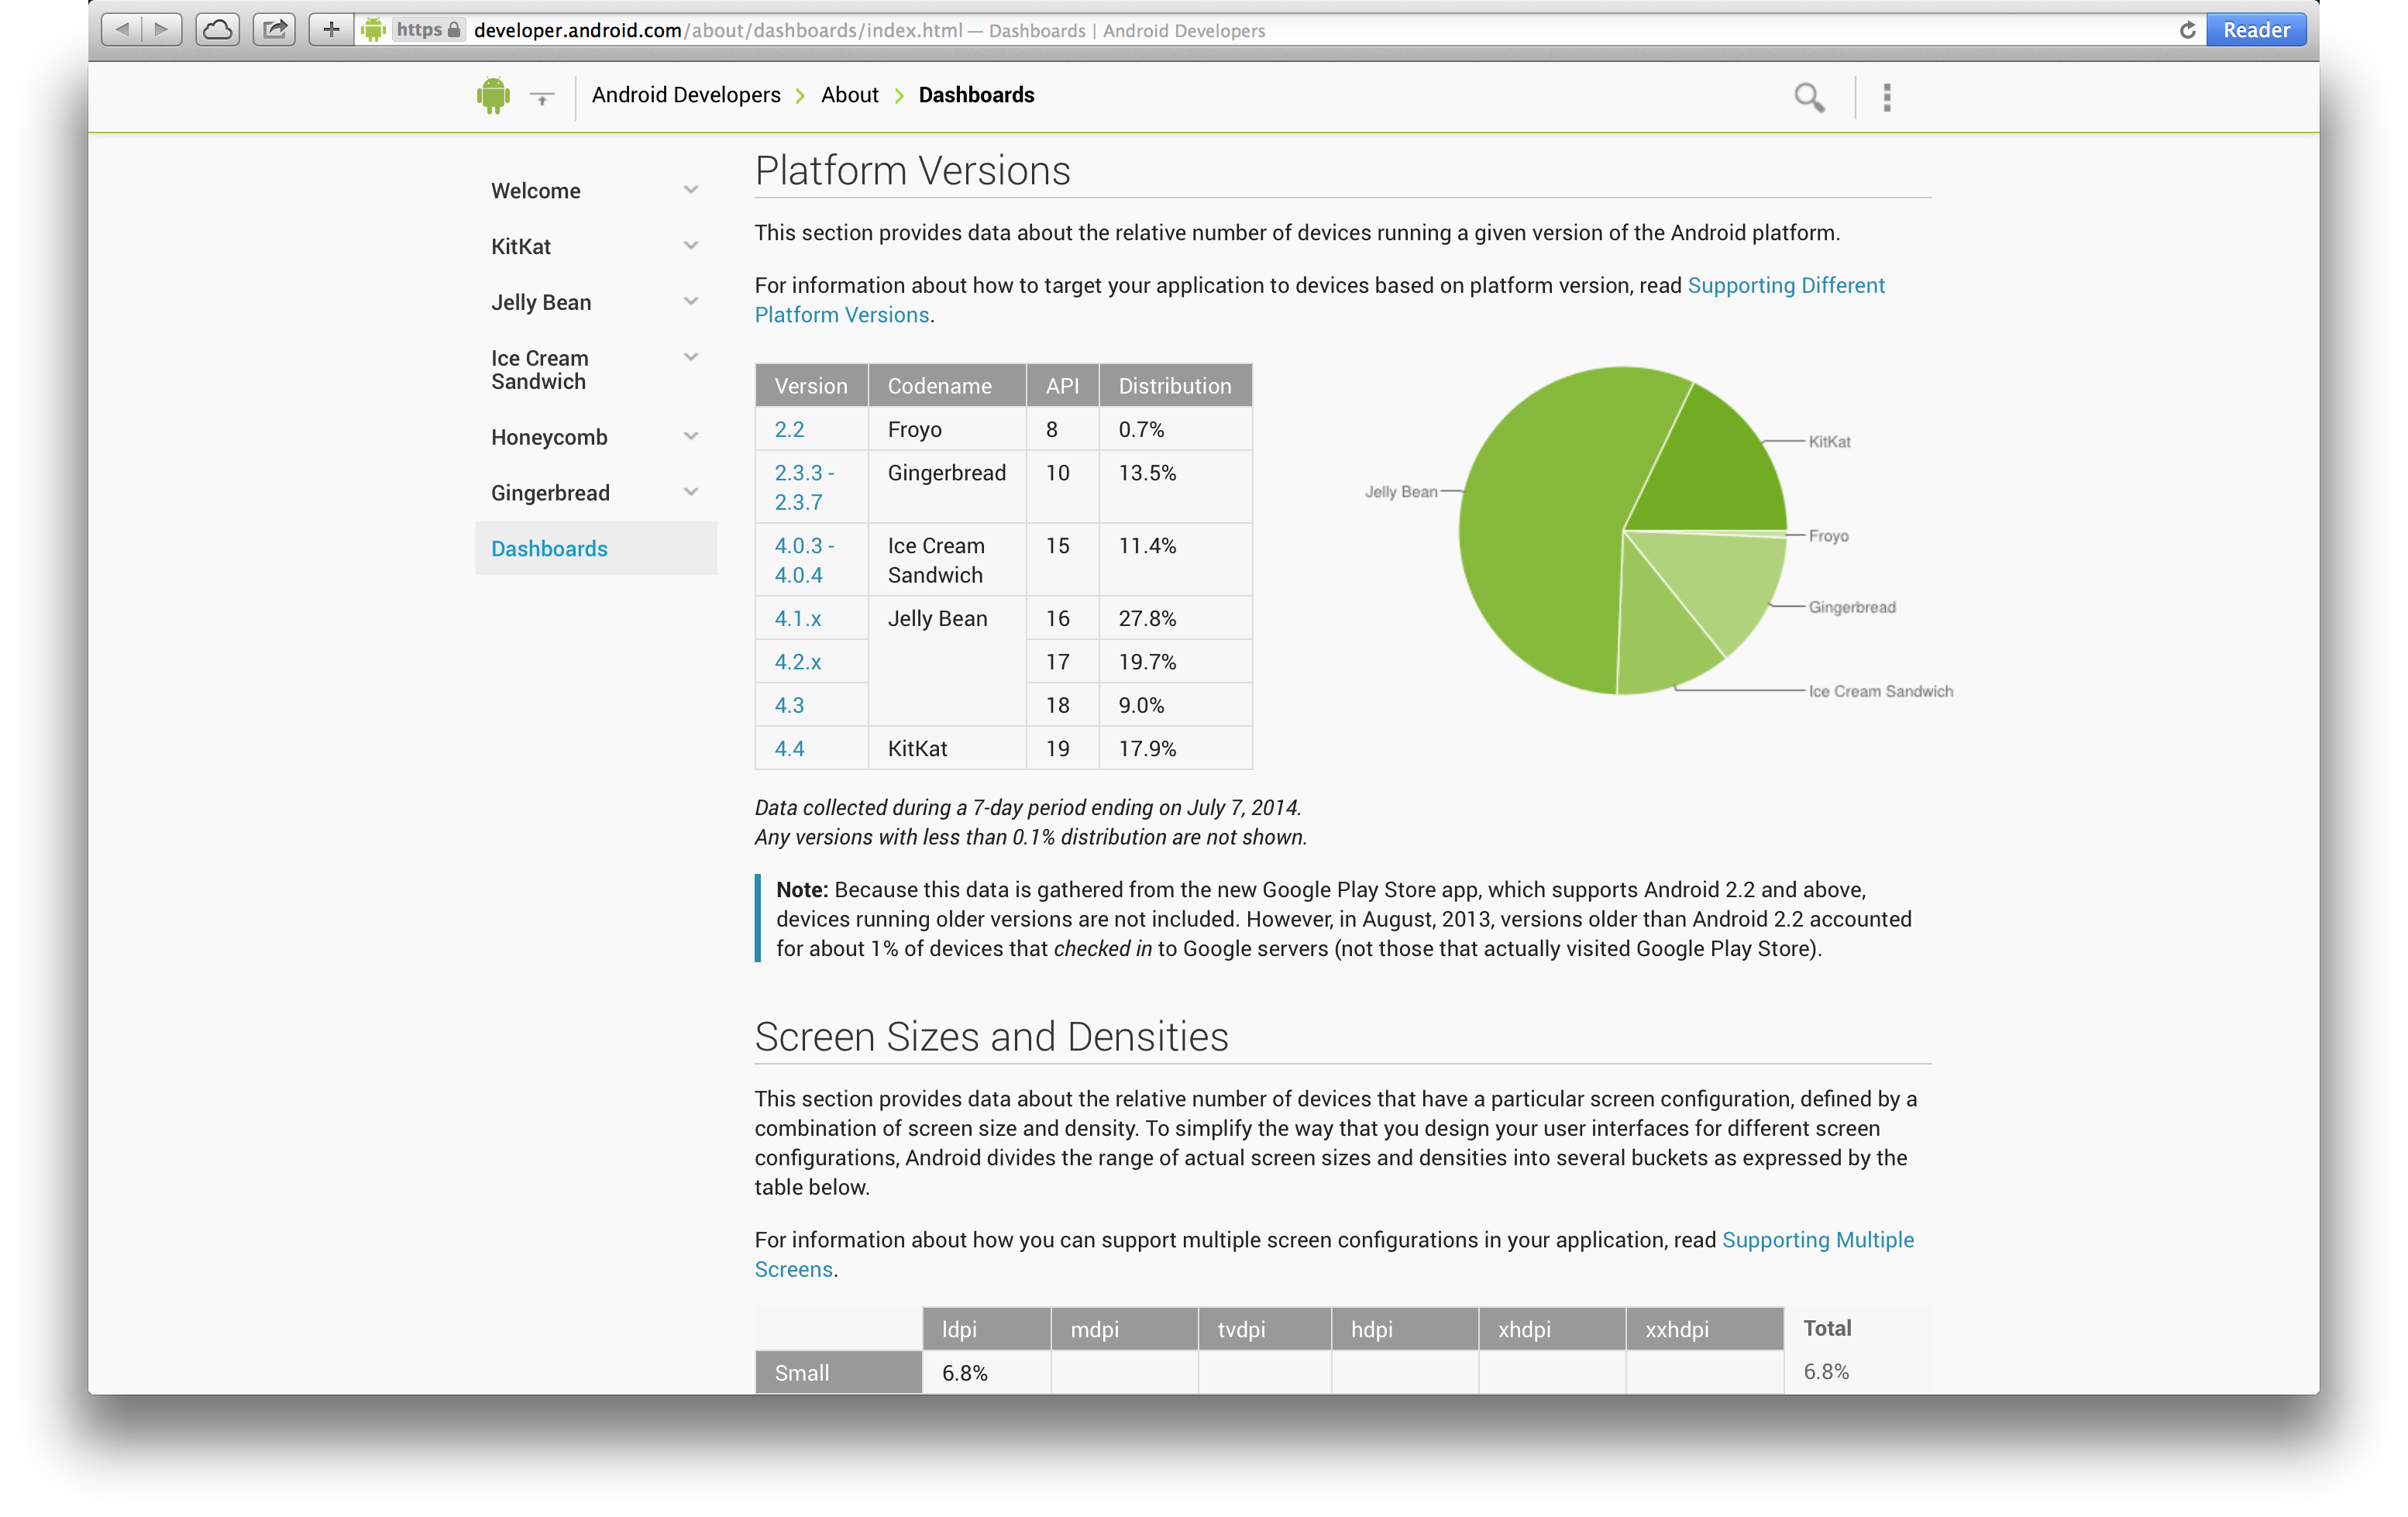 https developer.android.com/about/dashboards/index.html — Dashboards | Android Developers
Reader
Android Developers > About > Dashboards
Welcome
KitKat
Jelly Bean
Ice Cream
Sandwich
Honeycomb
Gingerbread
Dashboards
Platform Versions
This section provides data about the relative number of devices running a given version of the Android platform.
For information about how to target your application to devices based on platform version, read Supporting Different
Platform Versions.
Version Codename API Distribution
2.2 Froyo 8 0.7%
2.3.3 - Gingerbread 10 13.5%
2.3.7
4.0.3 - Ice Cream 15 11.4%
4.0.4 Sandwich
4.1.x Jelly Bean 16 27.8%
4.2.x 17 19.7%
4.3 18 9.0%
4.4 KitKat 19 17.9%
KitKat
Jelly Bean
Froyo
Gingerbread
Ice Cream Sandwich
Data collected during a 7-day period ending on July 7, 2014.
Any versions with less than 0.1% distribution are not shown.
Note: Because this data is gathered from the new Google Play Store app, which supports Android 2.2 and above,
devices running older versions are not included. However, in August, 2013, versions older than Android 2.2 accounted
for about 1% of devices that checked in to Google servers (not those that actually visited Google Play Store).
Screen Sizes and Densities
This section provides data about the relative number of devices that have a particular screen configuration, defined by a
combination of screen size and density. To simplify the way that you design your user interfaces for different screen
configurations, Android divides the range of actual screen sizes and densities into several buckets as expressed by the
table below.
For information about how you can support multiple screen configurations in your application, read Supporting Multiple
Screens.
ldpi mdpi tvdpi hdpi xhdpi xxhdpi Total
Small 6.8% 6.8%